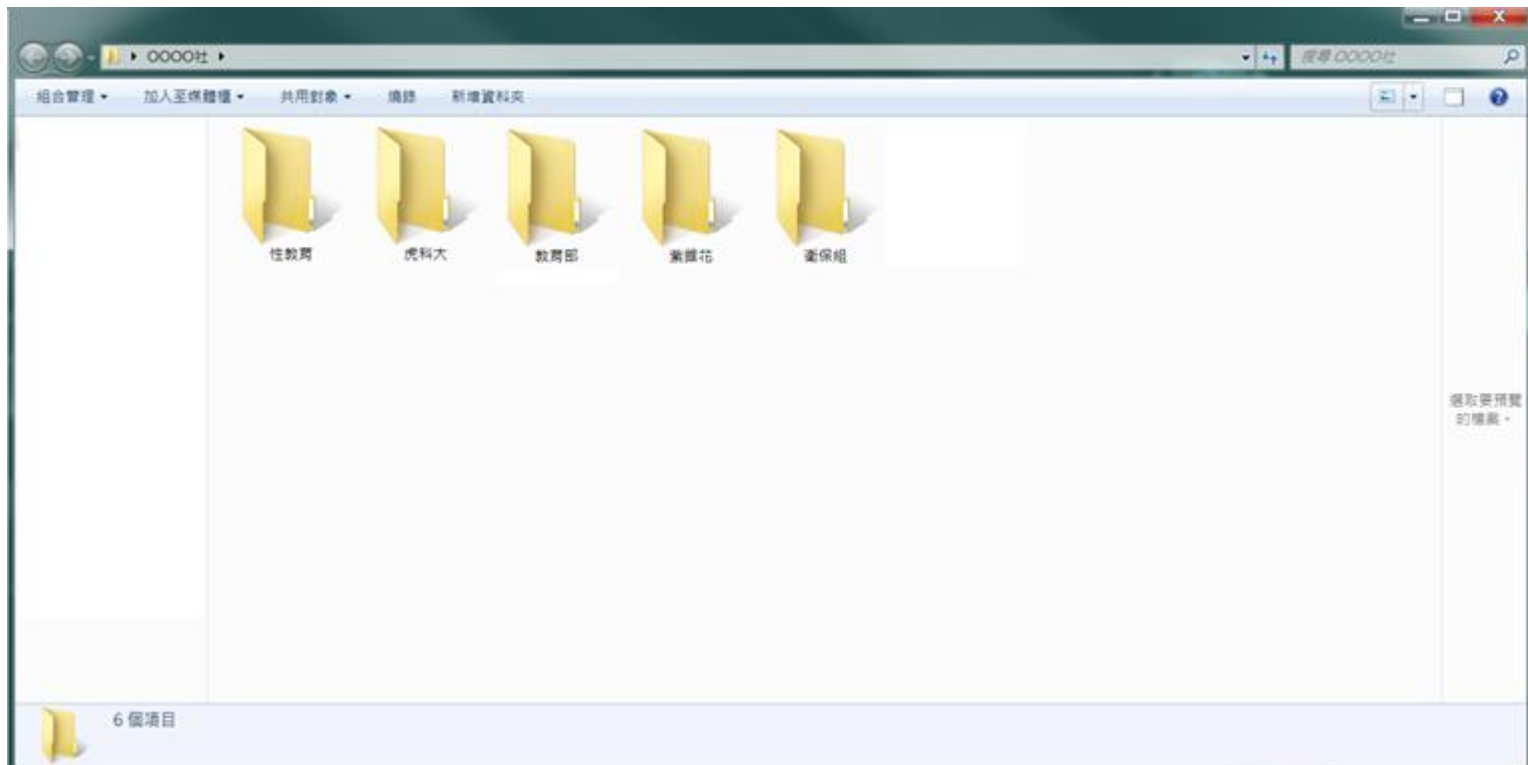 OOOO社
搜尋 OOOO社
組合管理 加入至媒體櫃 共用對象 燒錄 新增資料夾
性教育 虎科大 教育部 紫錐花 衛保組
選取要預覽
的檔案。
6 個項目